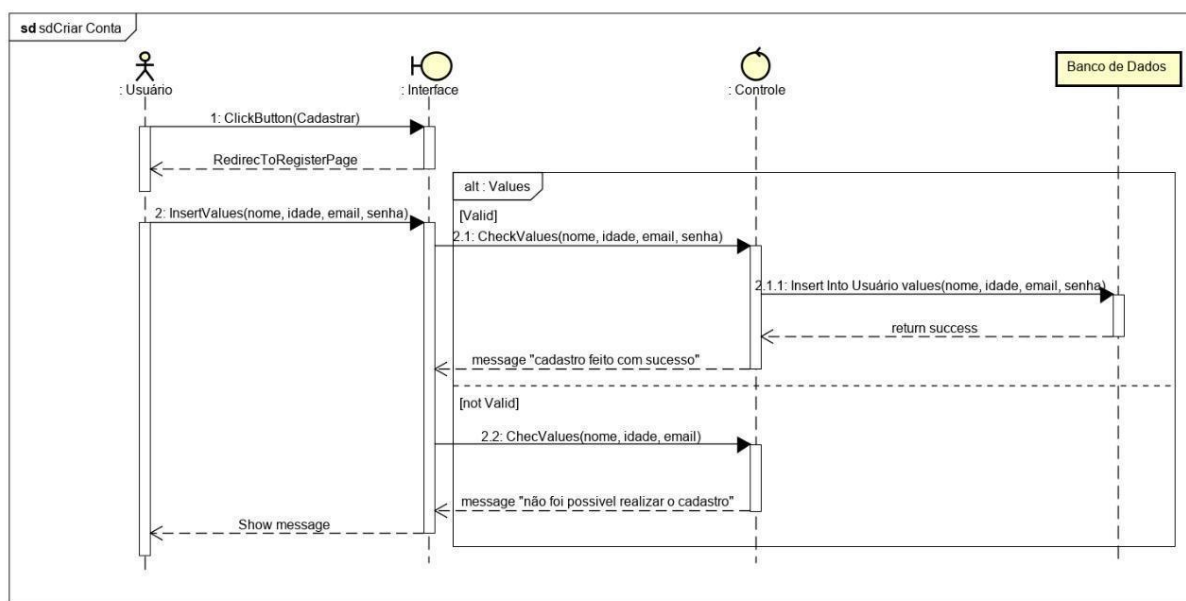 sd sdCriar Conta
: Usuário
: Interface
: Controle
Banco de Dados
1: ClickButton(Cadastrar)
RedirecToRegisterPage
alt : Values
2: InsertValues(nome, idade, email, senha)
[Valid]
2.1: CheckValues(nome, idade, email, senha)
2.1.1: Insert Into Usuário values(nome, idade, email, senha)
return success
message "cadastro feito com sucesso"
[not Valid]
2.2: ChecValues(nome, idade, email)
message "não foi possivel realizar o cadastro"
Show message